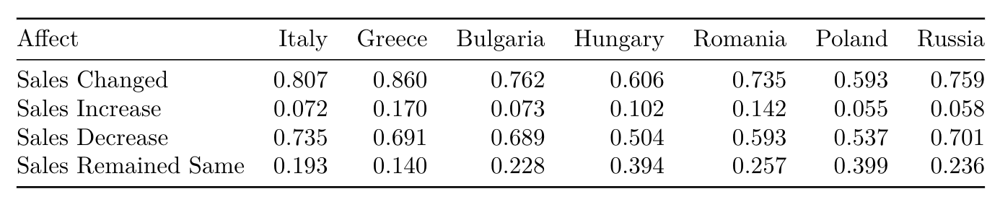 Affect Italy Greece Bulgaria Hungary Romania Poland Russia
Sales Changed 0.807 0.860 0.762 0.606 0.735 0.593 0.759
Sales Increase 0.072 0.170 0.073 0.102 0.142 0.055 0.058
Sales Decrease 0.735 0.691 0.689 0.504 0.593 0.537 0.701
Sales Remained Same 0.193 0.140 0.228 0.394 0.257 0.399 0.236